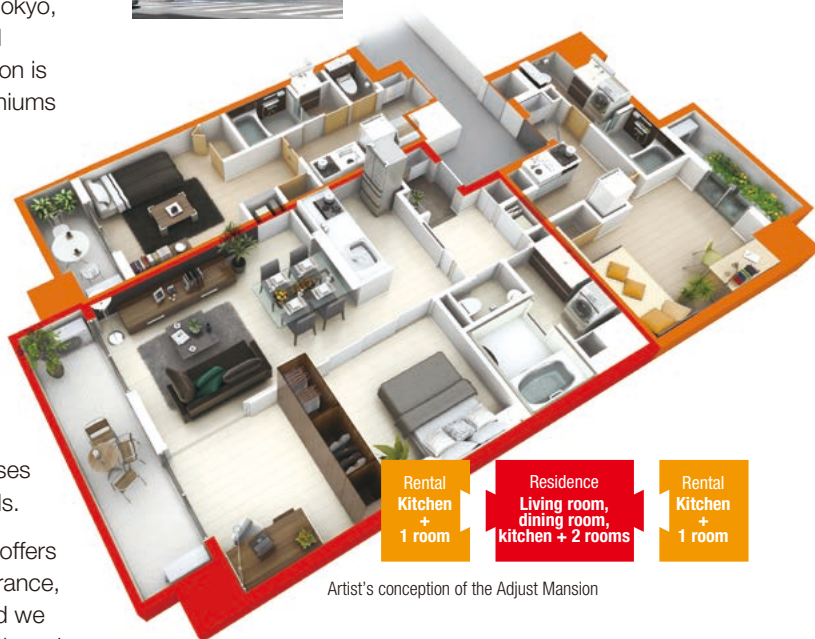 okyo,
on is
niums
ses
ls.
offers
rance,
d we
Rental
Kitchen
+
1 room
Residence
Living room,
dining room,
kitchen + 2 rooms
Rental
Kitchen
+
1 room
Artist's conception of the Adjust Mansion